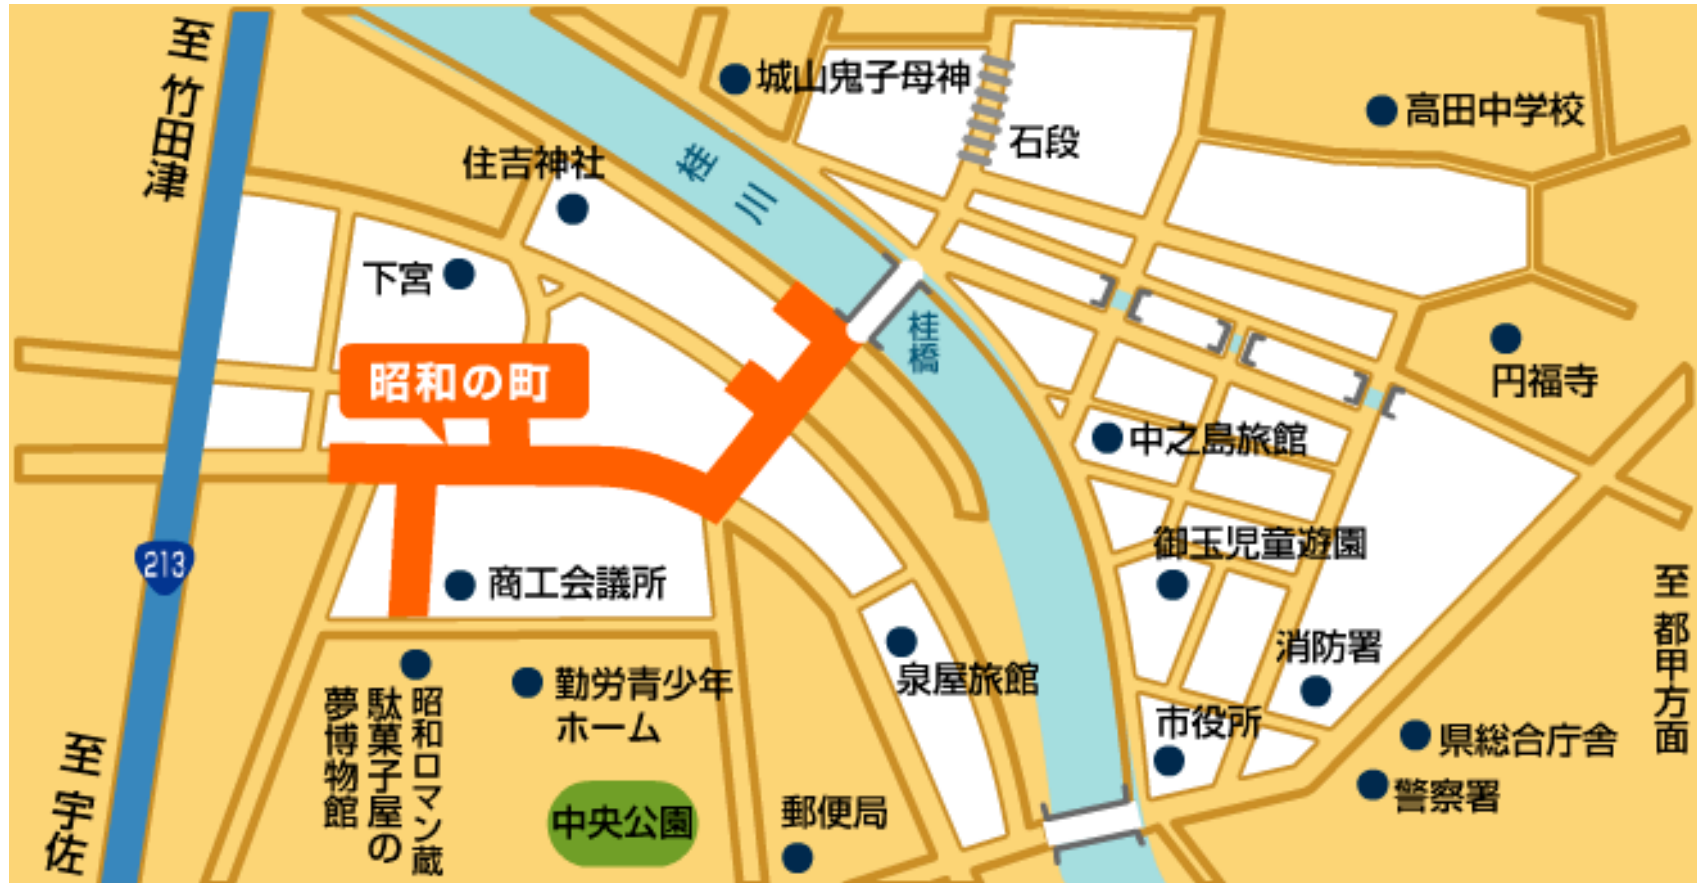 至 竹田津
城山鬼子母神
石段
高田中学校
住吉神社
桂川
下宮
桂橋
昭和の町
円福寺
中之島旅館
213
商工会議所
御玉児童遊園
至 都甲方面
消防署
泉屋旅館
勤労青少年
ホーム
昭和ロマン蔵
駄菓子屋の
夢博物館
市役所
県総合庁舎
警察署
至 宇佐
中央公園
郵便局